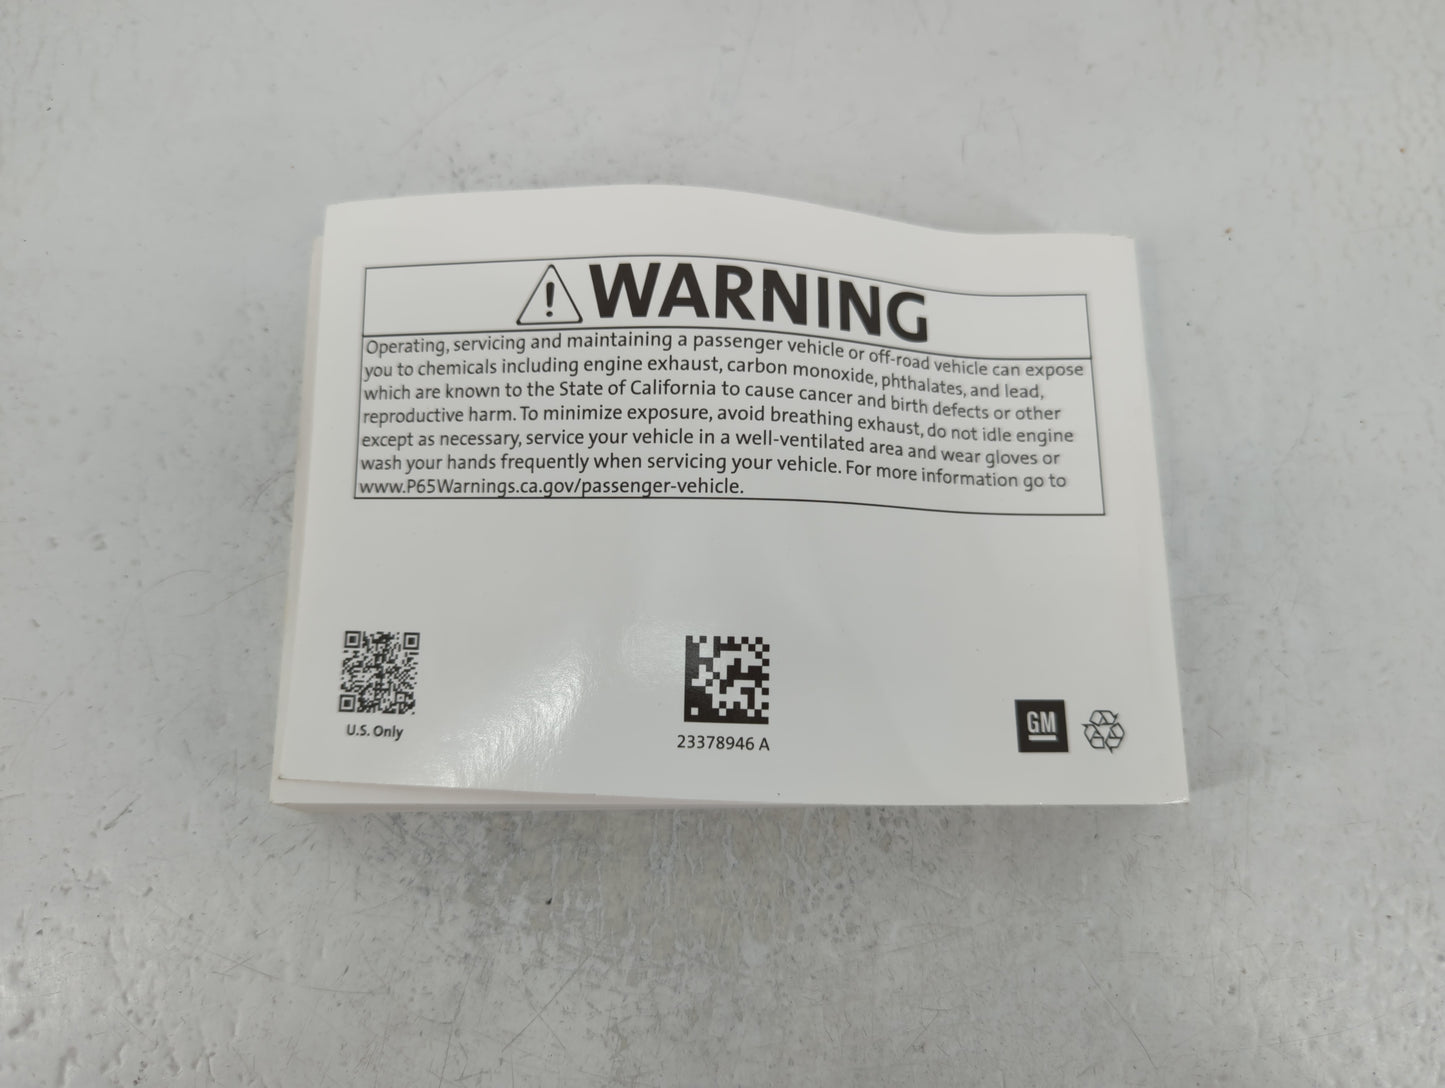 WARNING
Operating, servicing and maintaining a passenger vehicle or off-road vehicle can expose
you to chemicals including engine exhaust, carbon monoxide, phthalates, and lead,
which are known to the State of California to cause cancer and birth defects or other
reproductive harm. To minimize exposure, avoid breathing exhaust, do not idle engine
except as necessary, service your vehicle in a well-ventilated area and wear gloves or
wash your hands frequently when servicing your vehicle. For more information go to
www.P65Warnings.ca.gov/passenger-vehicle.
U.S. Only
23378946 A
GM